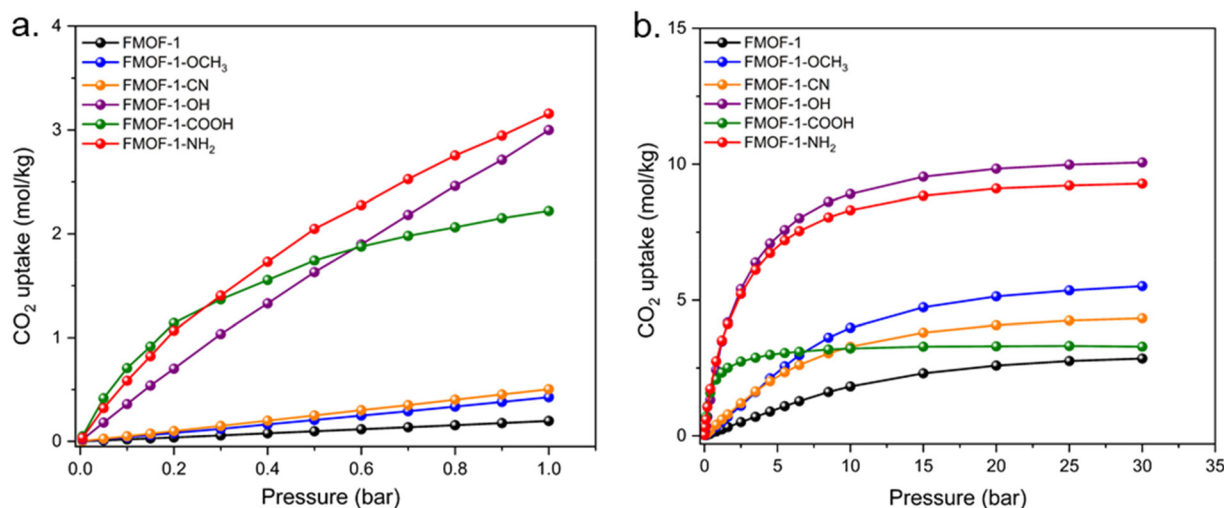 a.
FMOF-1
FMOF-1-OCH₃
FMOF-1-CN
FMOF-1-OH
FMOF-1-COOH
FMOF-1-NH₂
4
3
2
1
0
CO₂ uptake (mol/kg)
0.0
0.2
0.4
0.6
0.8
1.0
Pressure (bar)
b.
FMOF-1
FMOF-1-OCH₃
FMOF-1-CN
FMOF-1-OH
FMOF-1-COOH
FMOF-1-NH₂
15
10
5
0
CO₂ uptake (mol/kg)
0
5
10
15
20
25
30
35
Pressure (bar)